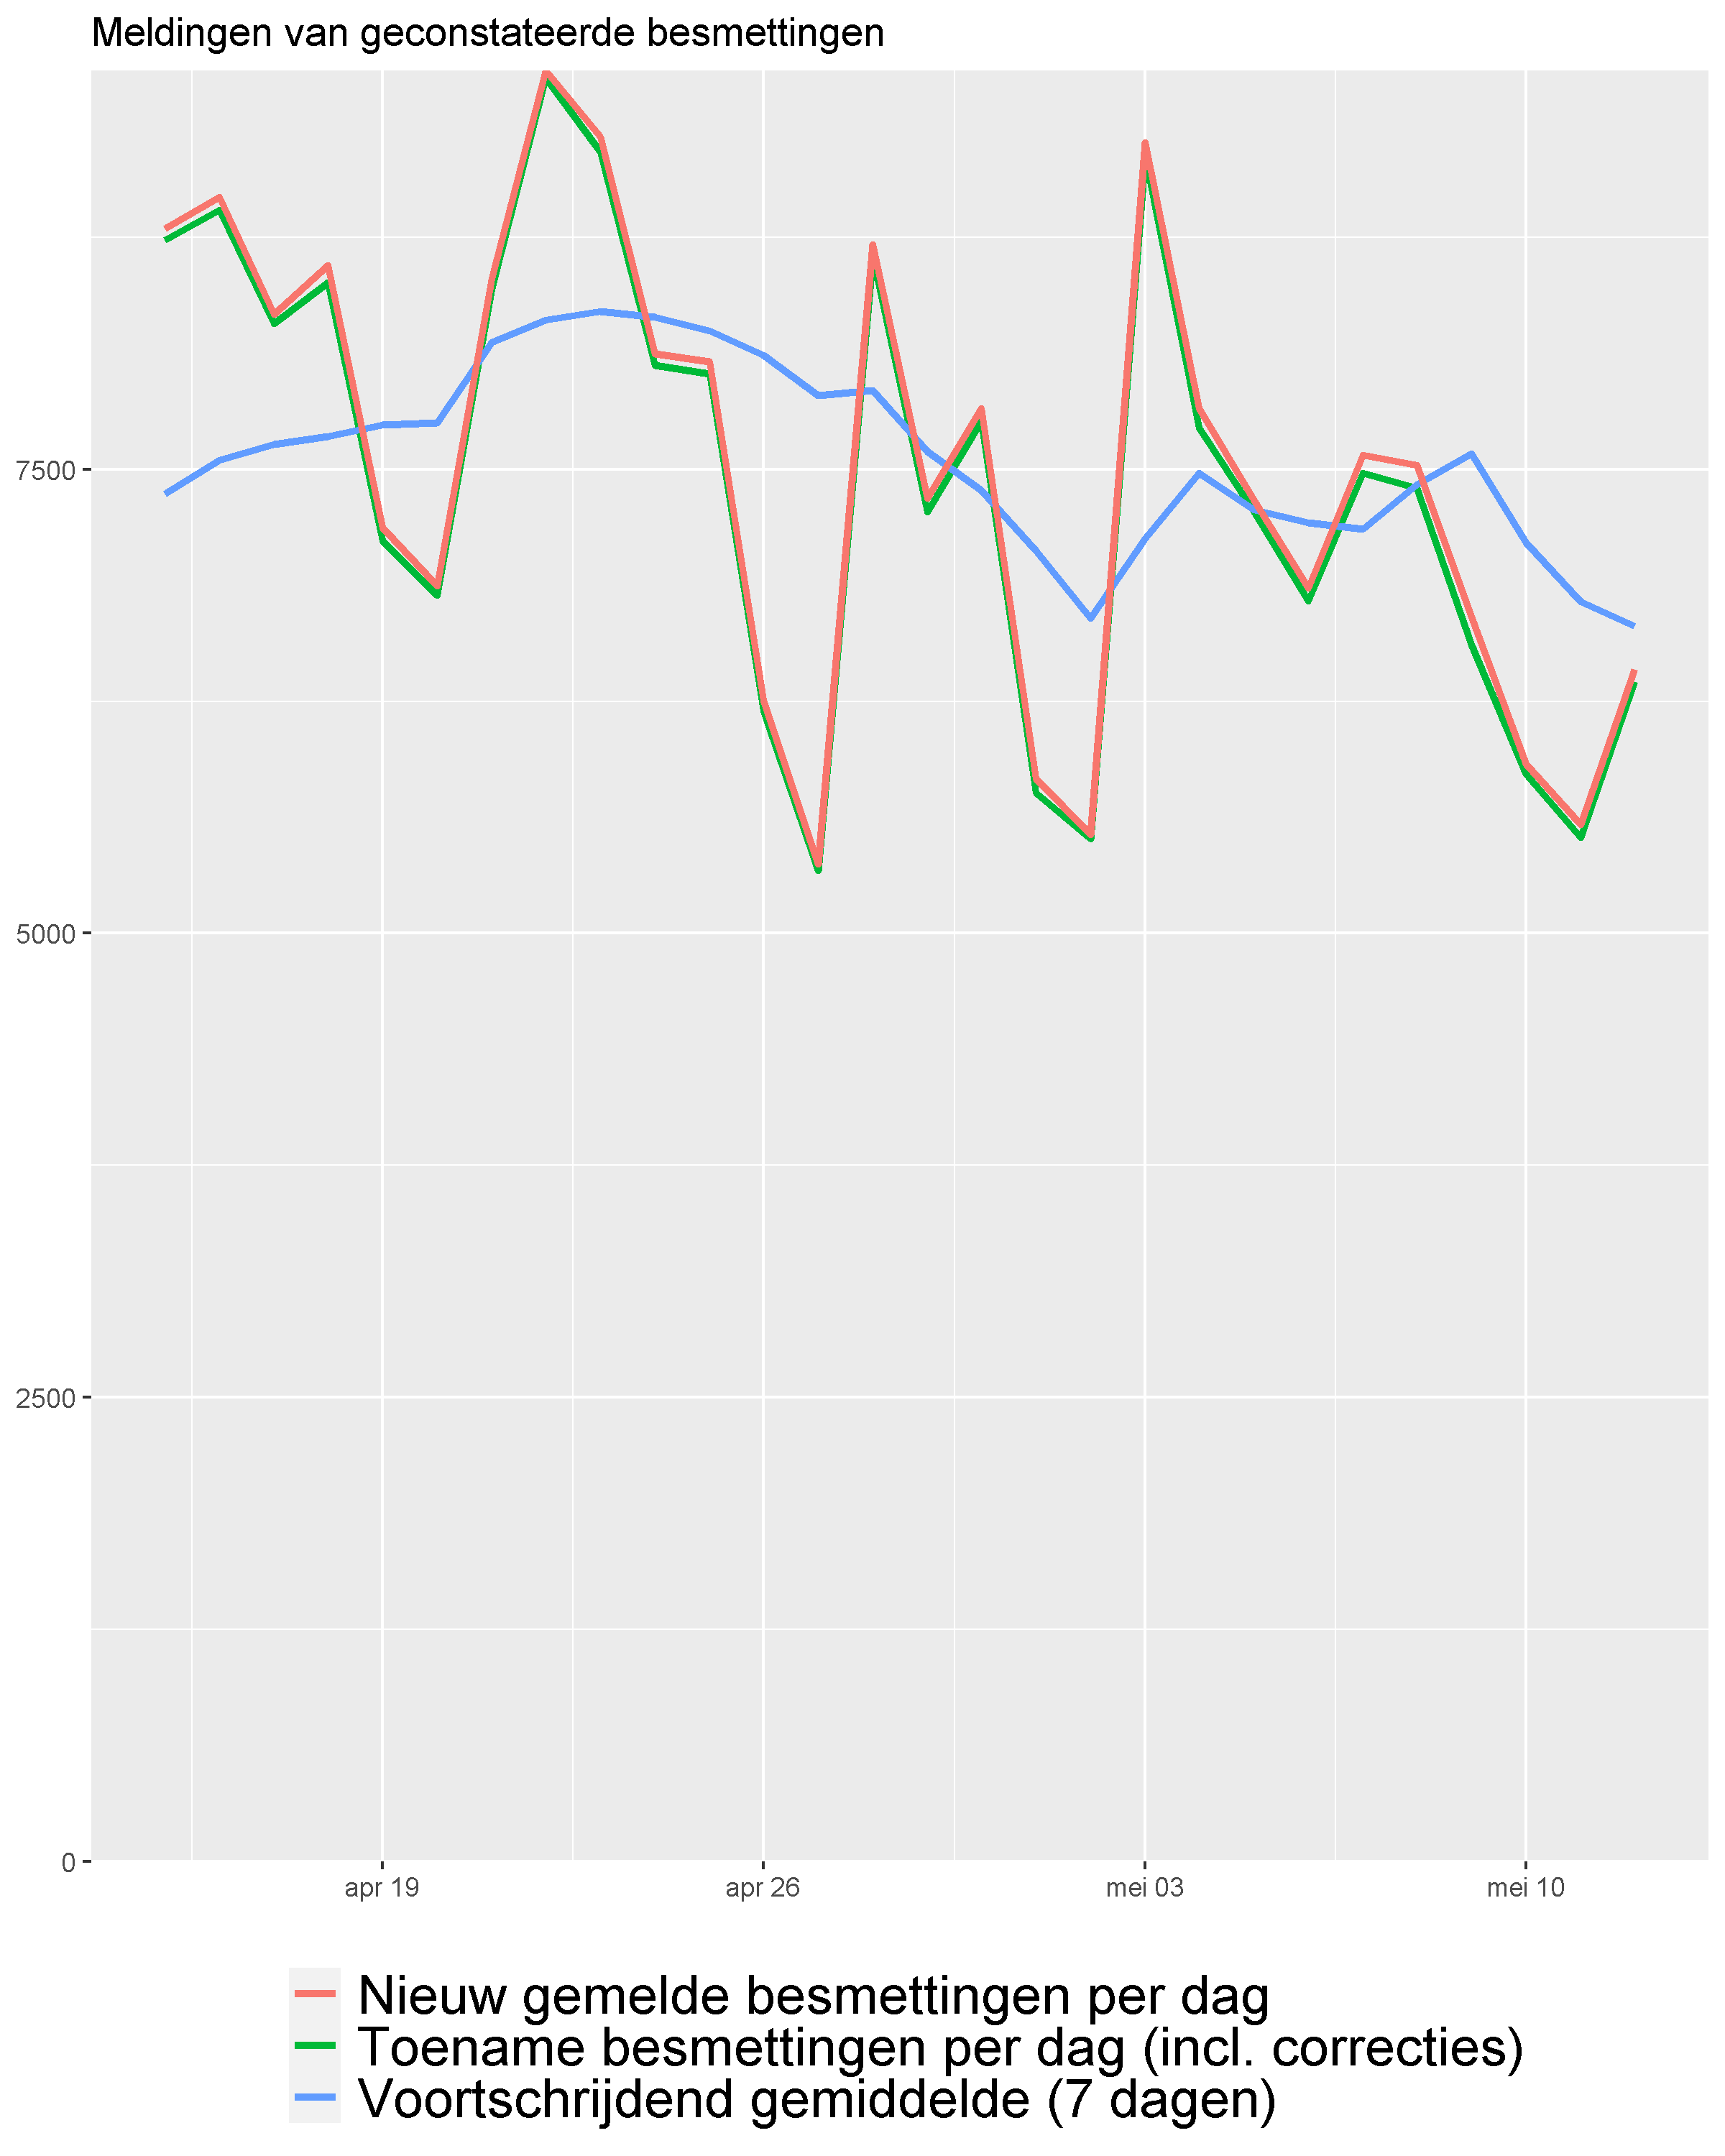 Meldingen van geconstateerde besmettingen
7500
5000
2500
0
apr 19 apr 26 mei 03 mei 10
Nieuw gemelde besmettingen per dag
Toename besmettingen per dag (incl. correcties)
Voortschrijdend gemiddelde (7 dagen)